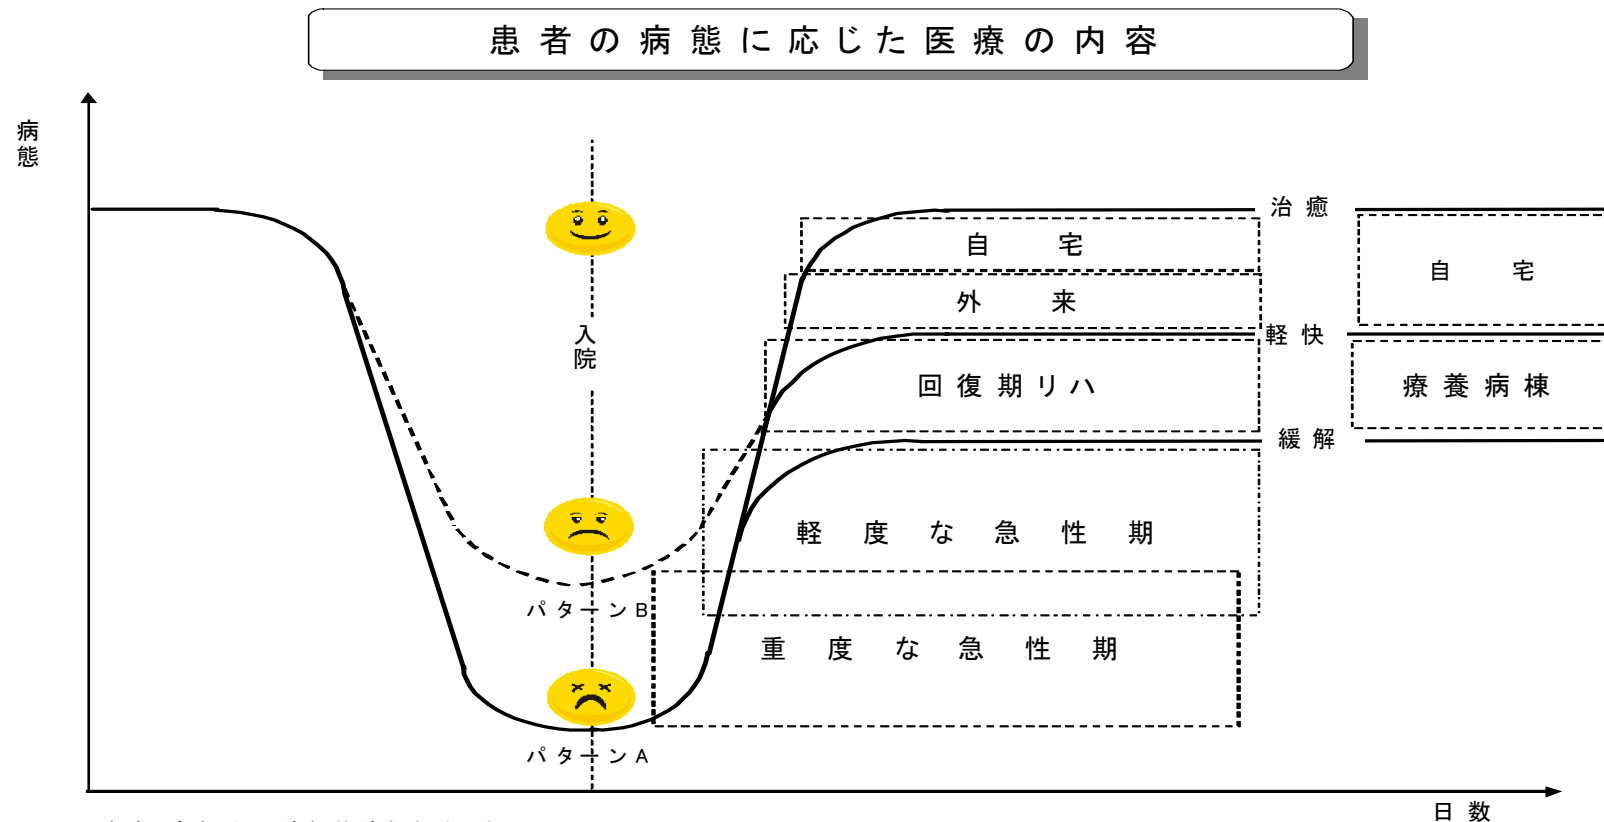 患者の病態に応じた医療の内容
病態
治癒
自宅
自宅
外来
入院
軽快
回復期リハ
療養病棟
緩解
軽度な急性期
パターンB
重度な急性期
パターンA
日数